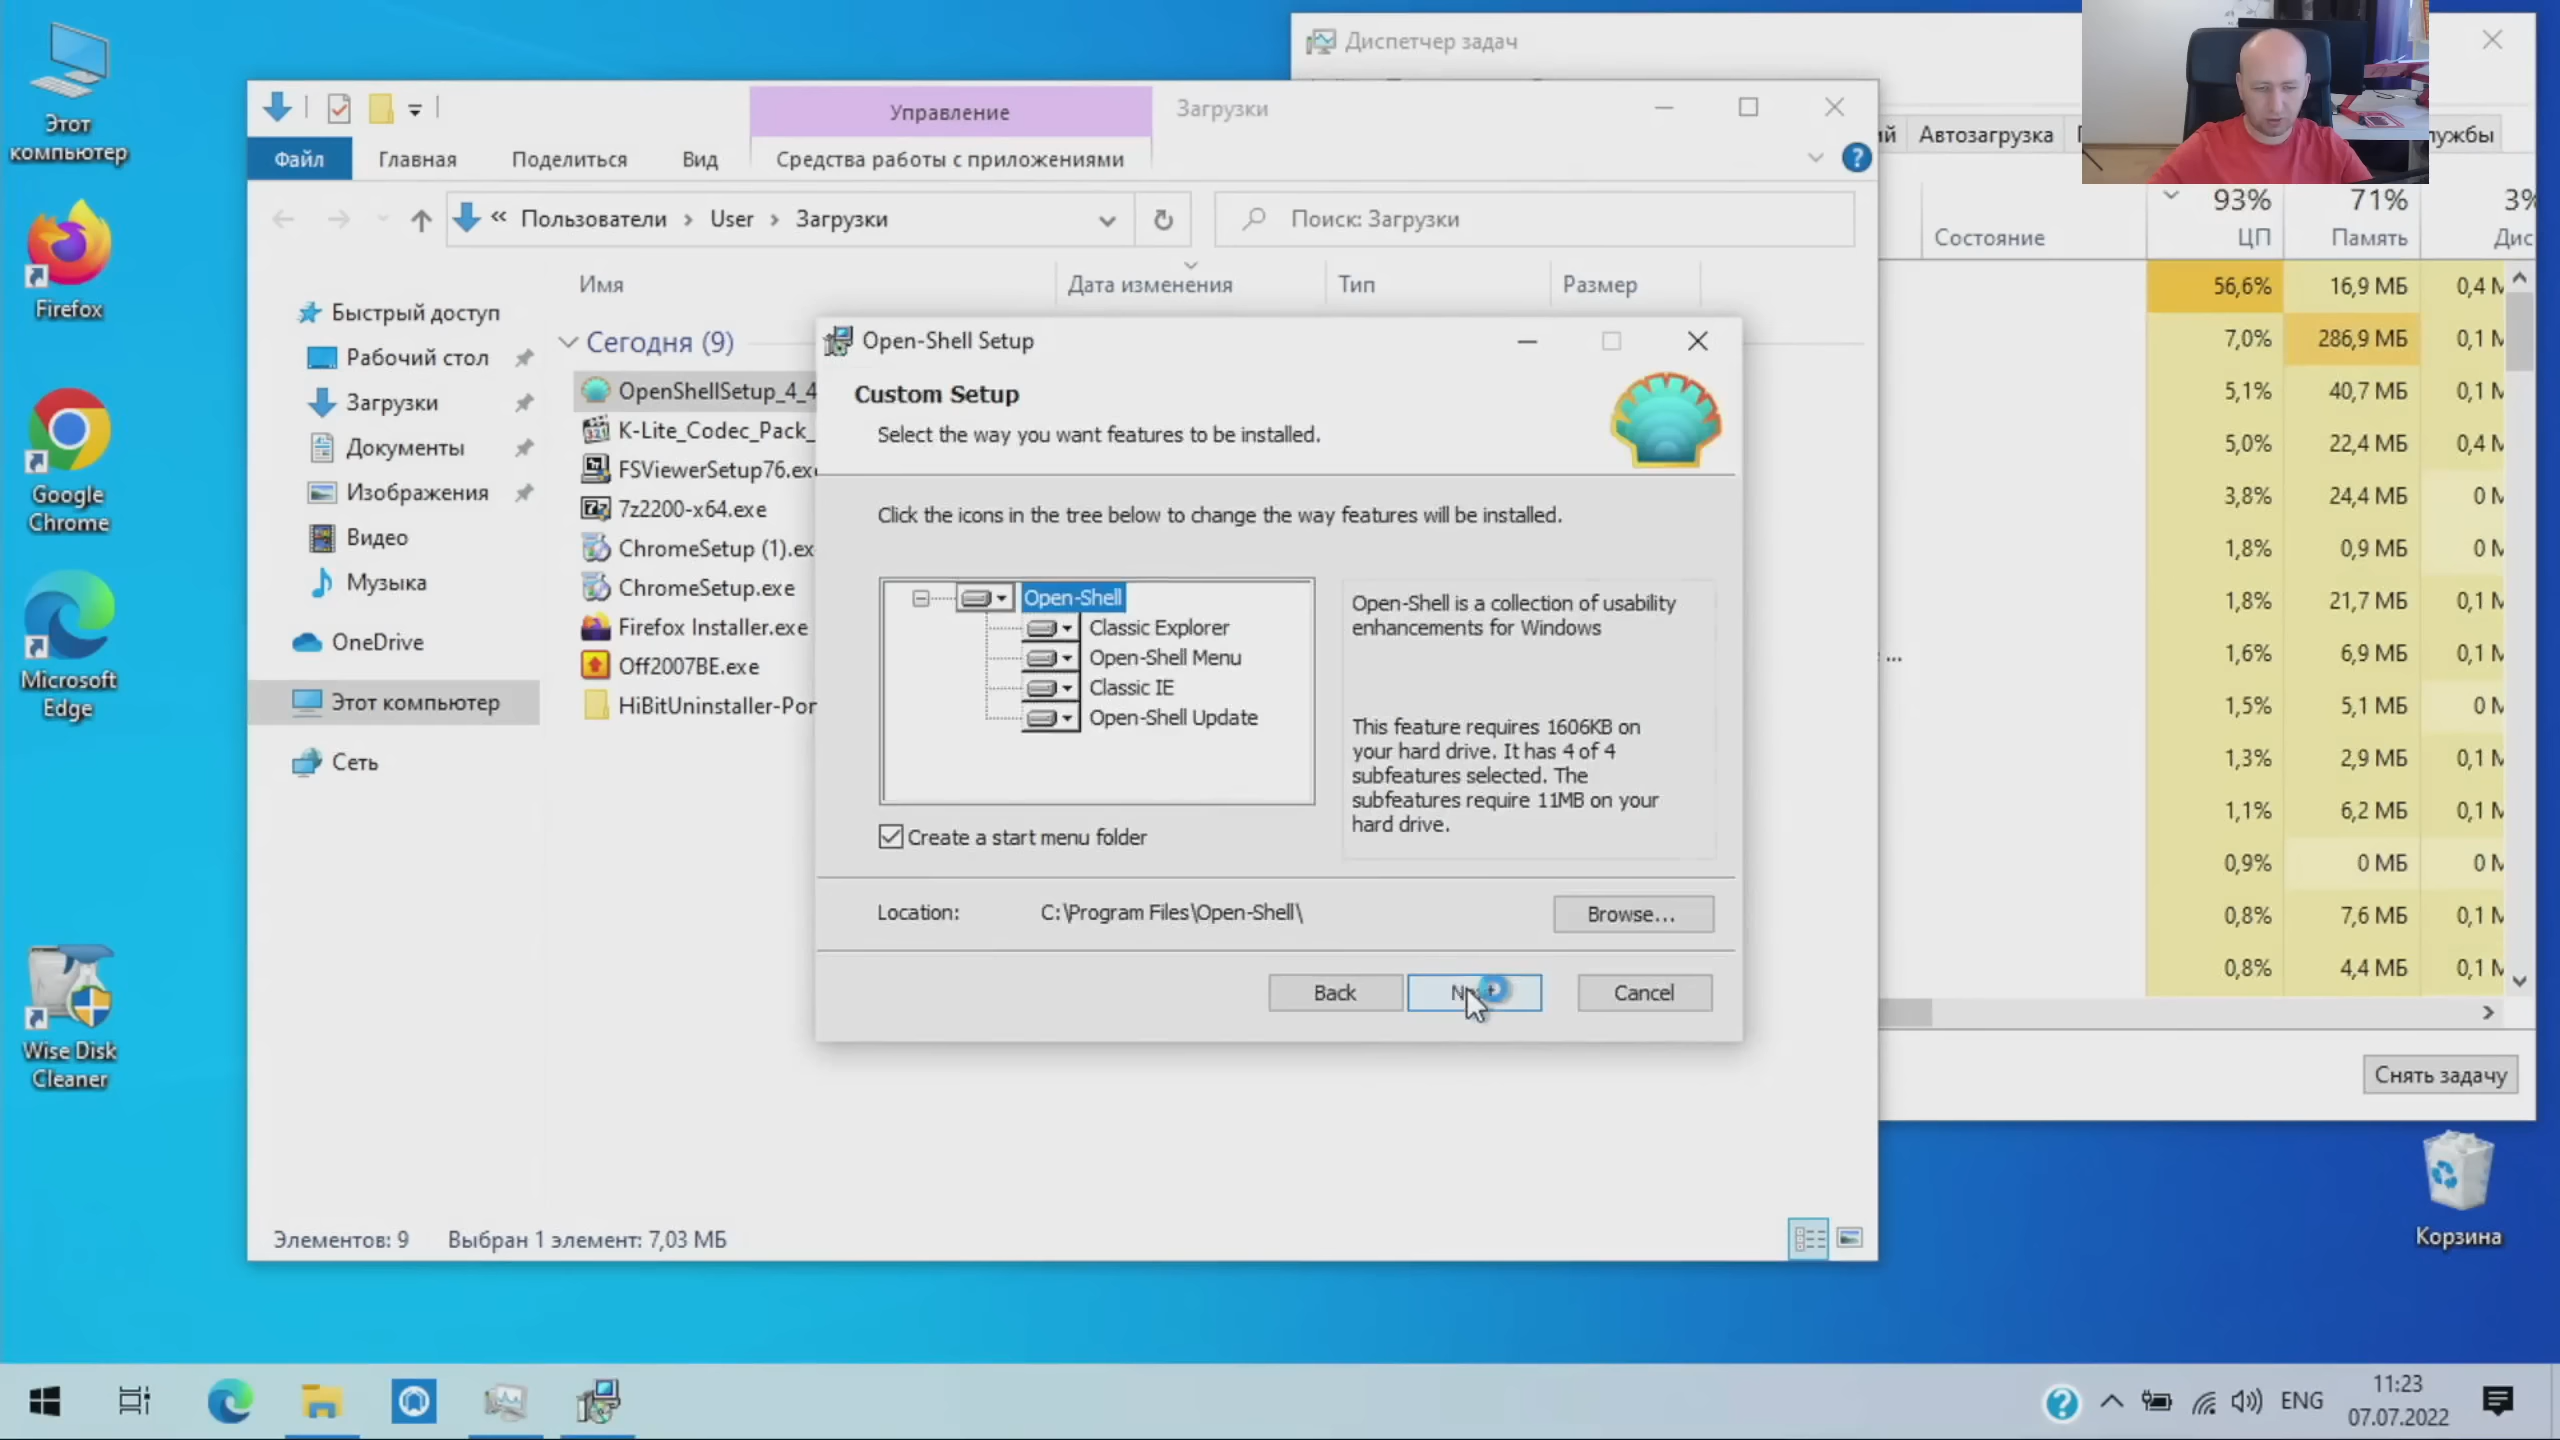 Этот
компьютер
Firefox
Google
Chrome
Microsoft
Edge
Wise Disk
Cleaner
Корзина
Диспетчер задач
Автозагрузка
Состояние
93%
ЦП
71%
Память
3%
56,6% 16,9 МБ
7,0% 286,9 МБ
5,1% 40,7 МБ
5,0% 22,4 МБ
3,8% 24,4 МБ
1,8% 0,9 МБ
1,8% 21,7 МБ
1,6% 6,9 МБ
1,5% 5,1 МБ
1,3% 2,9 МБ
1,1% 6,2 МБ
0,9% 0 МБ
0,8% 7,6 МБ
0,8% 4,4 МБ
Снять задачу
Управление
Загрузки
Файл
Главная
Поделиться
Вид
Средства работы с приложениями
« Пользователи › User › Загрузки
Поиск: Загрузки
Имя
Дата изменения
Тип
Размер
Быстрый доступ
Рабочий стол
Загрузки
Документы
Изображения
Видео
Музыка
OneDrive
Этот компьютер
Сеть
Сегодня (9)
OpenShellSetup_4_4
K-Lite_Codec_Pack_
FSViewerSetup76.exe
7z2200-x64.exe
ChromeSetup (1).ex
ChromeSetup.exe
Firefox Installer.exe
Off2007BE.exe
HiBitUninstaller-Por
Элементов: 9
Выбран 1 элемент: 7,03 МБ
Open-Shell Setup
Custom Setup
Select the way you want features to be installed.
Click the icons in the tree below to change the way features will be installed.
Open-Shell
Classic Explorer
Open-Shell Menu
Classic IE
Open-Shell Update
Open-Shell is a collection of usability
enhancements for Windows
This feature requires 1606KB on
your hard drive. It has 4 of 4
subfeatures selected. The
subfeatures require 11MB on your
hard drive.
Create a start menu folder
Location:
C:\Program Files\Open-Shell\
Browse...
Back
Next
Cancel
ENG
11:23
07.07.2022